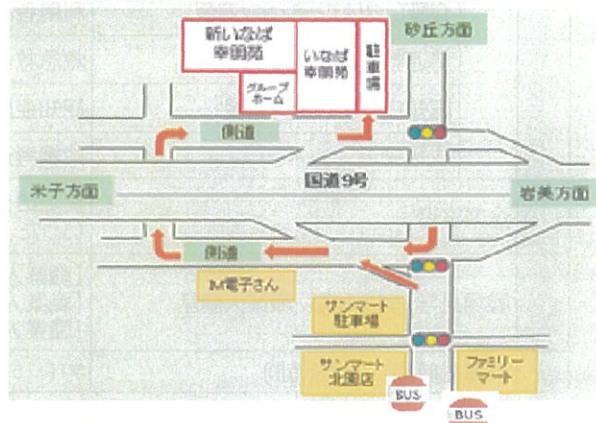 砂丘方面
新いなば
幸朋苑
いなば
幸朋苑
駐車場
グループ
ホーム
側道
国道9号
米子方面
岩美方面
側道
IM電子さん
サンマート
駐車場
サンマート
北園店
ファミリー
マート
BUS
BUS